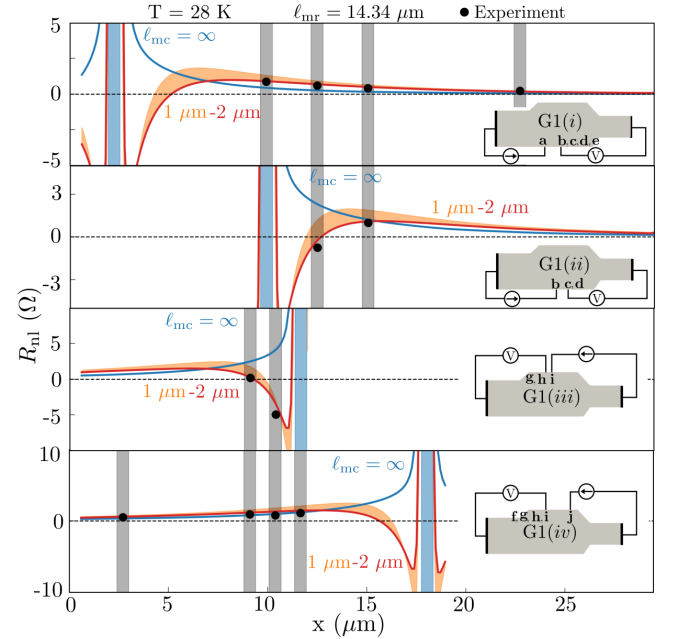 T = 28 K ℓmr = 14.34 μm Experiment
5
ℓmc = ∞
0
1 μm-2 μm
-5
G1(i)
a b,c,d,e
V
3
ℓmc = ∞
1 μm-2 μm
0
-3
G1(ii)
b c,d
V
Rnl (Ω)
5
ℓmc = ∞
0
1 μm-2 μm
-5
V
g,h i
G1(iii)
10
ℓmc = ∞
0
1 μm-2 μm
-10
V
f,g,h,i j
G1(iv)
0 5 10 15 20 25
x (μm)